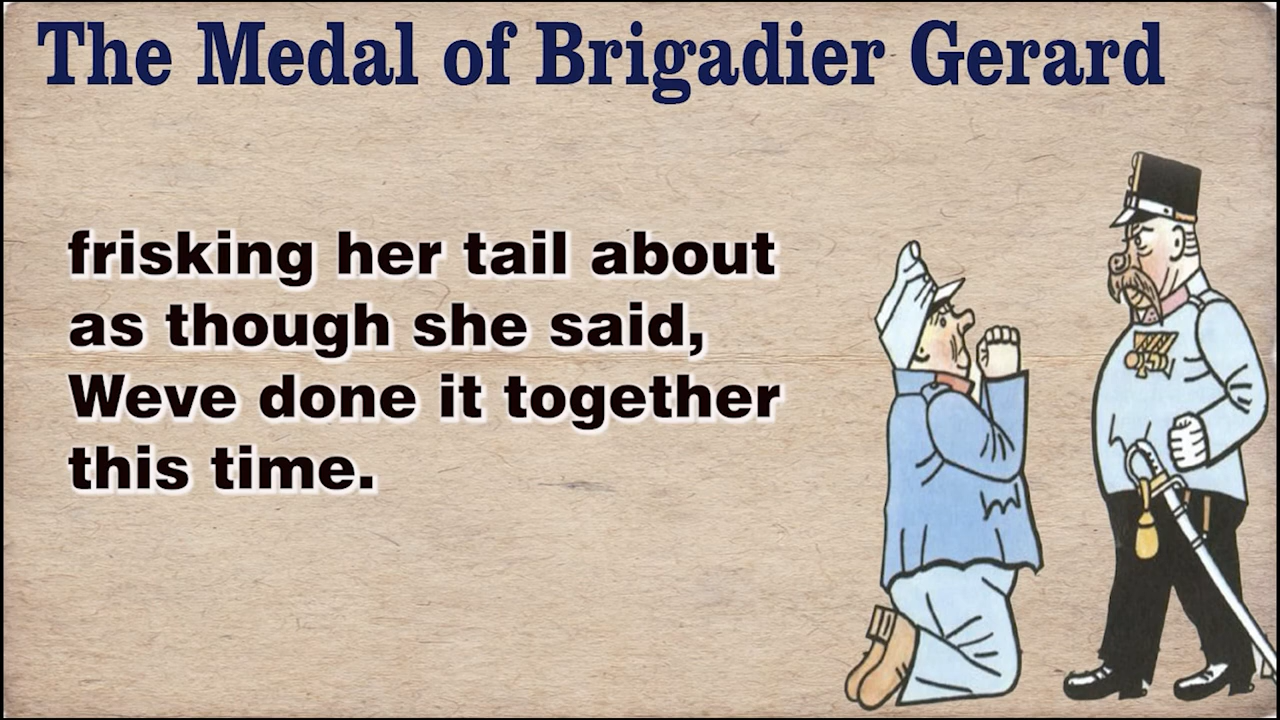 The Medal of Brigadier Gerard
frisking her tail about
as though she said,
Weve done it together
this time.